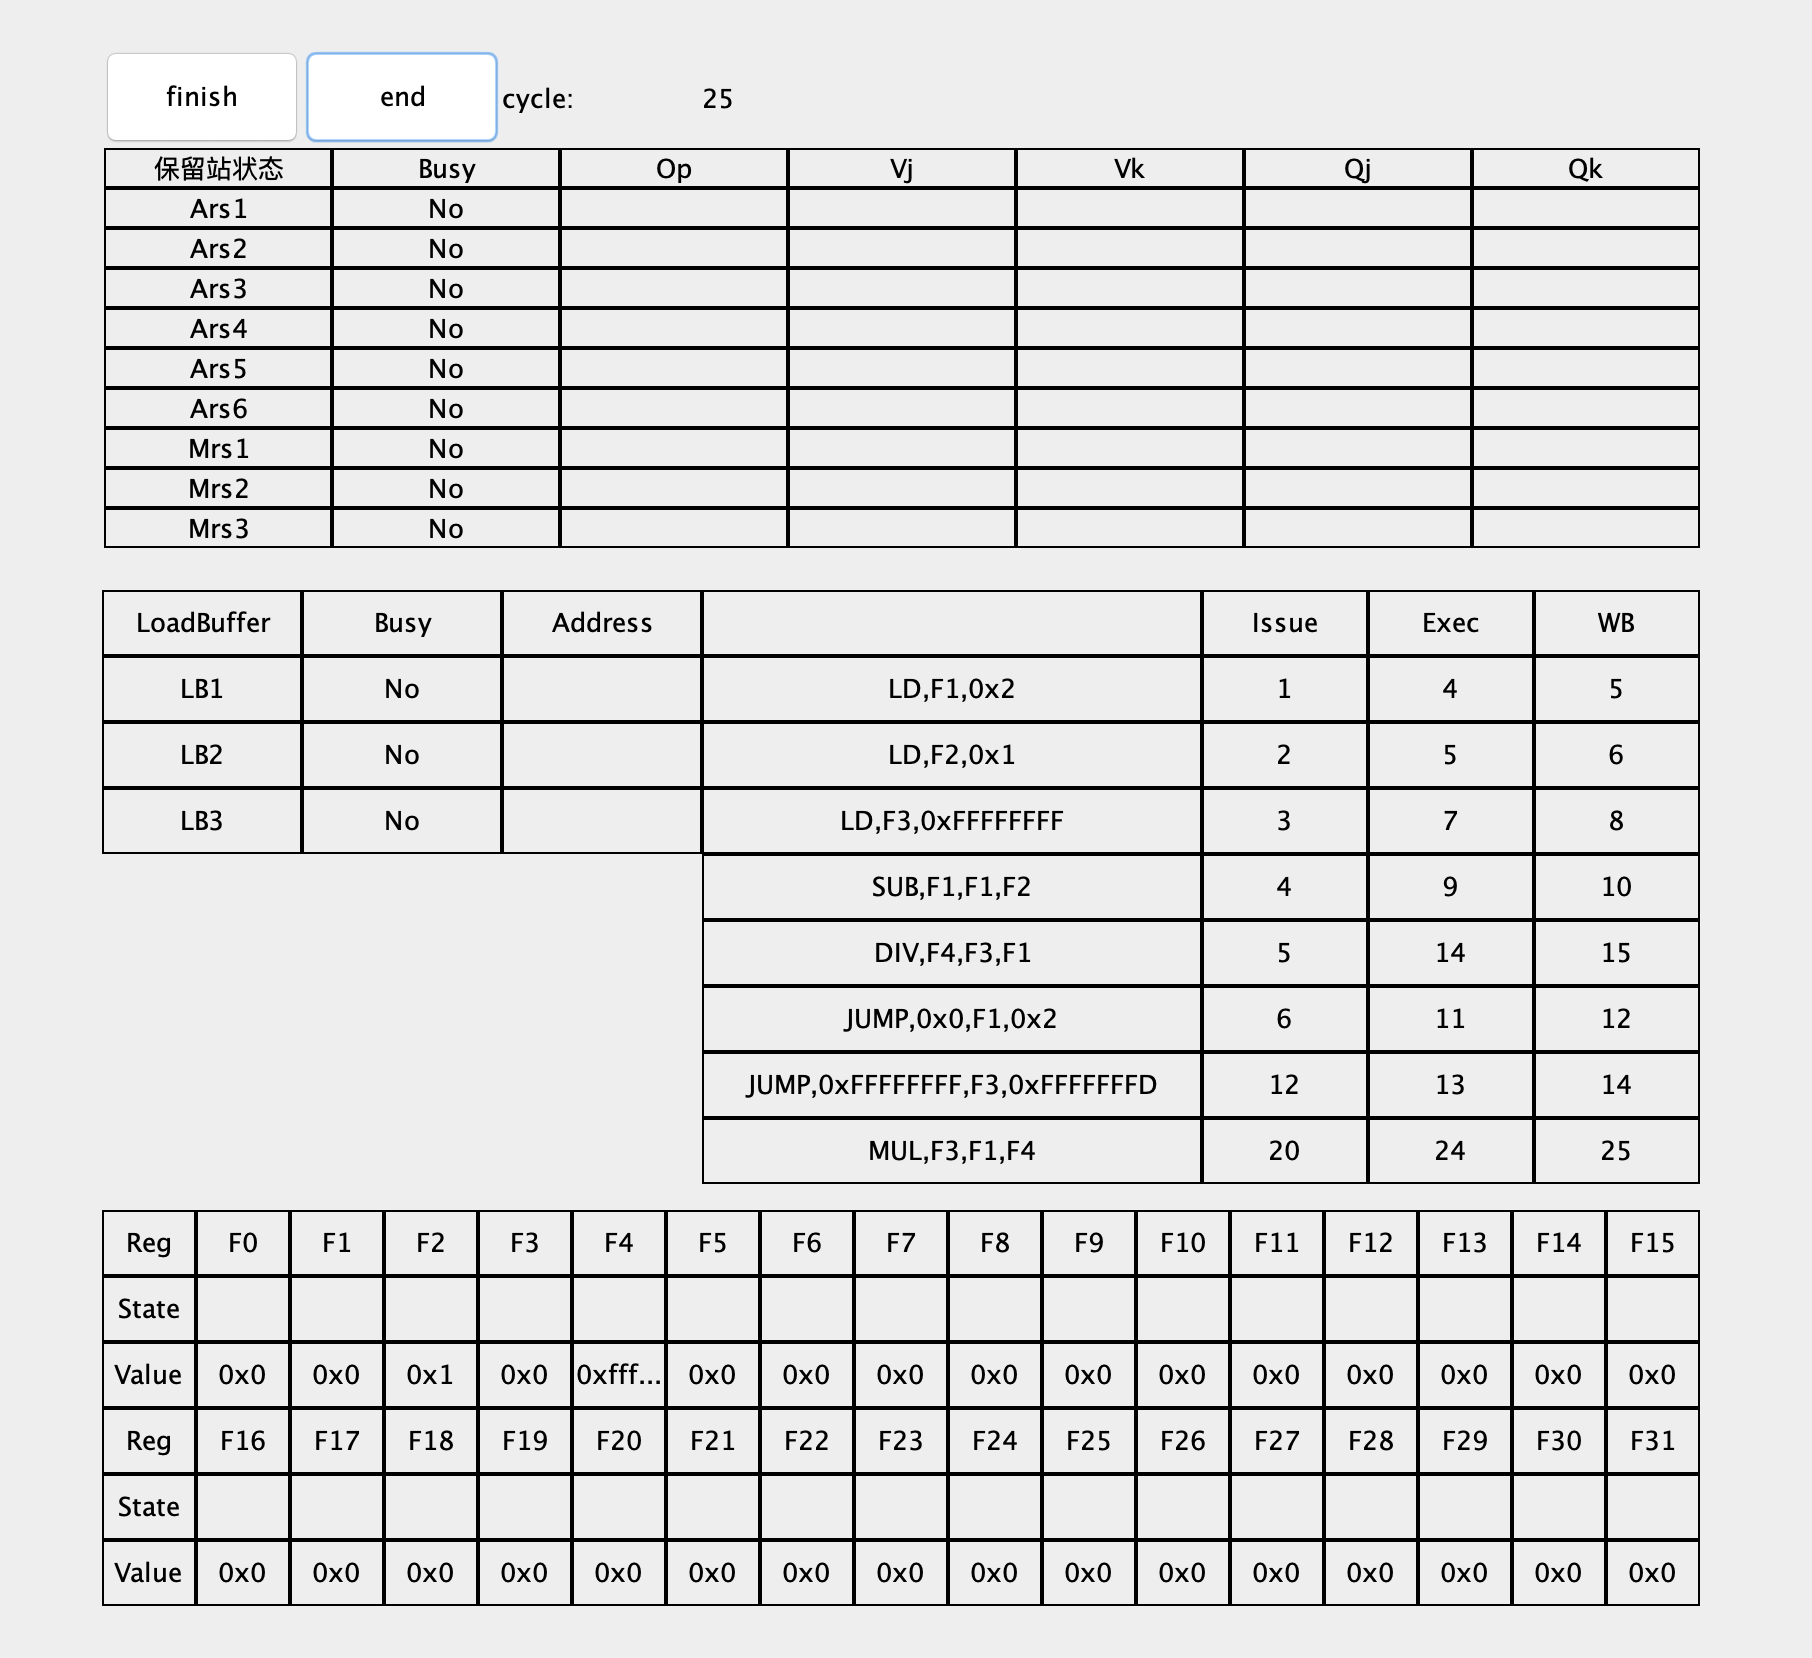 finish end cycle: 25
保留站状态 Busy Op Vj Vk Qj Qk
Ars1 No
Ars2 No
Ars3 No
Ars4 No
Ars5 No
Ars6 No
Mrs1 No
Mrs2 No
Mrs3 No
LoadBuffer Busy Address Issue Exec WB
LB1 No LD,F1,0x2 1 4 5
LB2 No LD,F2,0x1 2 5 6
LB3 No LD,F3,0xFFFFFFFF 3 7 8
SUB,F1,F1,F2 4 9 10
DIV,F4,F3,F1 5 14 15
JUMP,0x0,F1,0x2 6 11 12
JUMP,0xFFFFFFFF,F3,0xFFFFFFFD 12 13 14
MUL,F3,F1,F4 20 24 25
Reg F0 F1 F2 F3 F4 F5 F6 F7 F8 F9 F10 F11 F12 F13 F14 F15
State
Value 0x0 0x0 0x1 0x0 0xfff... 0x0 0x0 0x0 0x0 0x0 0x0 0x0 0x0 0x0 0x0 0x0
Reg F16 F17 F18 F19 F20 F21 F22 F23 F24 F25 F26 F27 F28 F29 F30 F31
State
Value 0x0 0x0 0x0 0x0 0x0 0x0 0x0 0x0 0x0 0x0 0x0 0x0 0x0 0x0 0x0 0x0